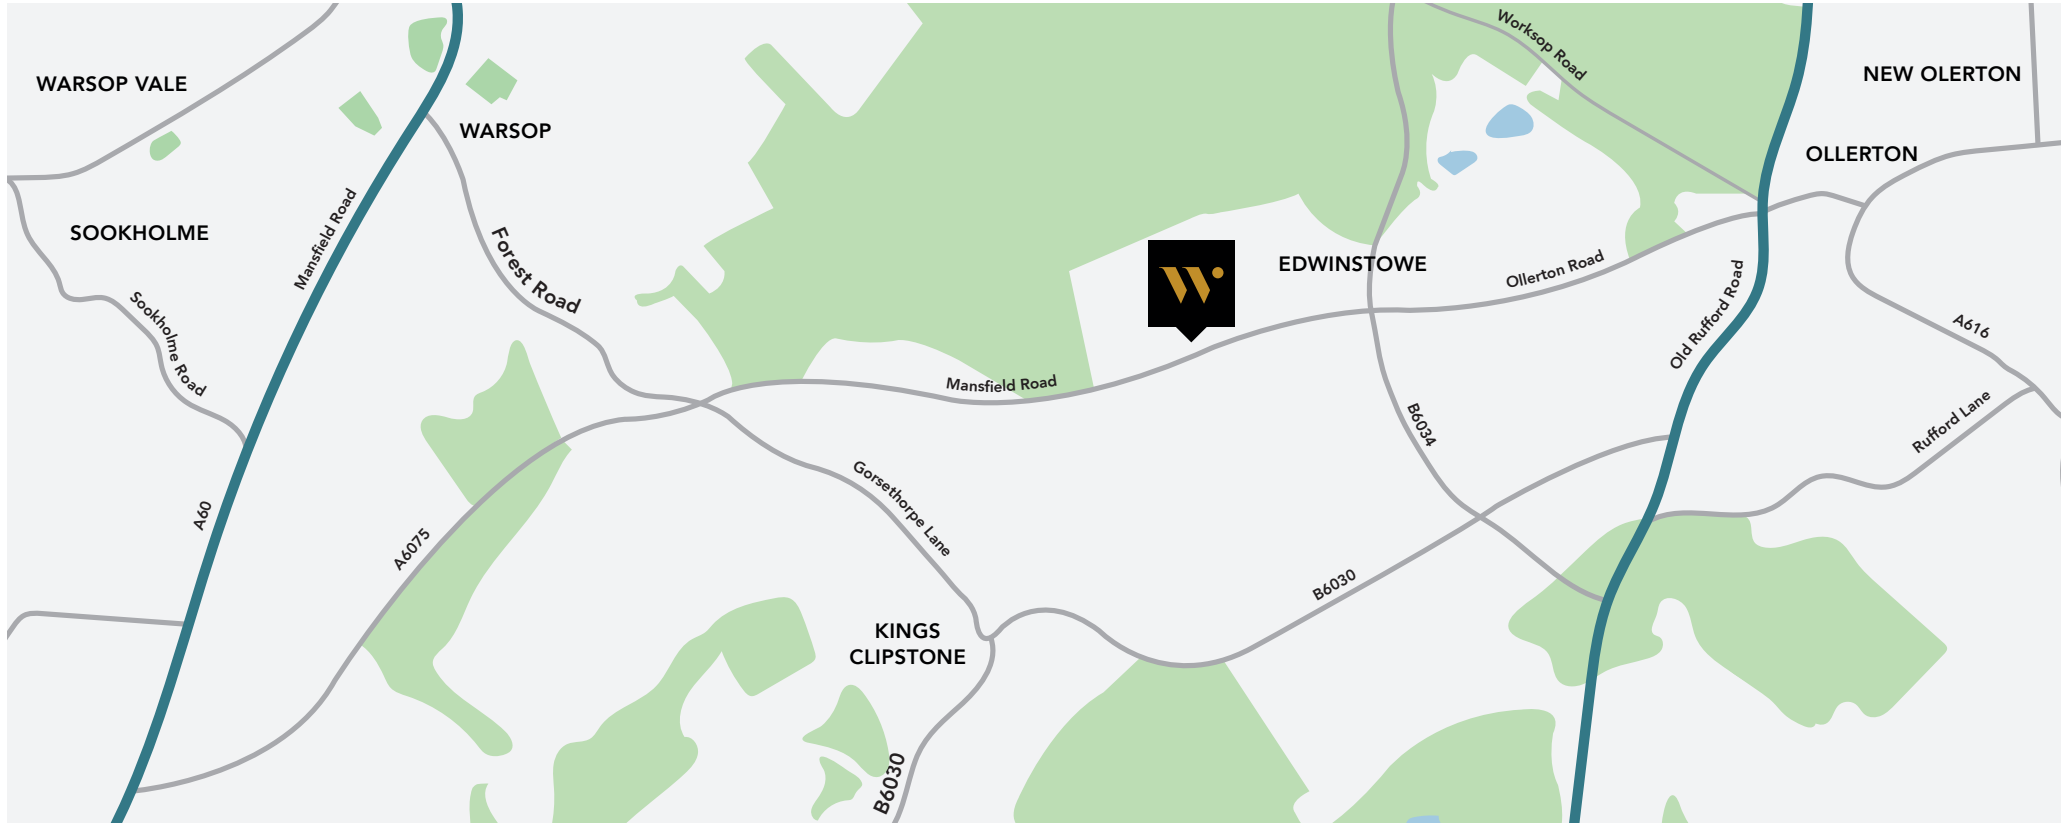 WARSOP VALE
WARSOP
SOOKHOLME
Mansfield Road
Forest Road
Sookholme Road
A60
A6075
Mansfield Road
Gorsethorpe Lane
KINGS
CLIPSTONE
B6030
B6030
W
EDWINSTOWE
Ollerton Road
B6034
Worksop Road
NEW OLERTON
OLLERTON
Old Rufford Road
A616
Rufford Lane